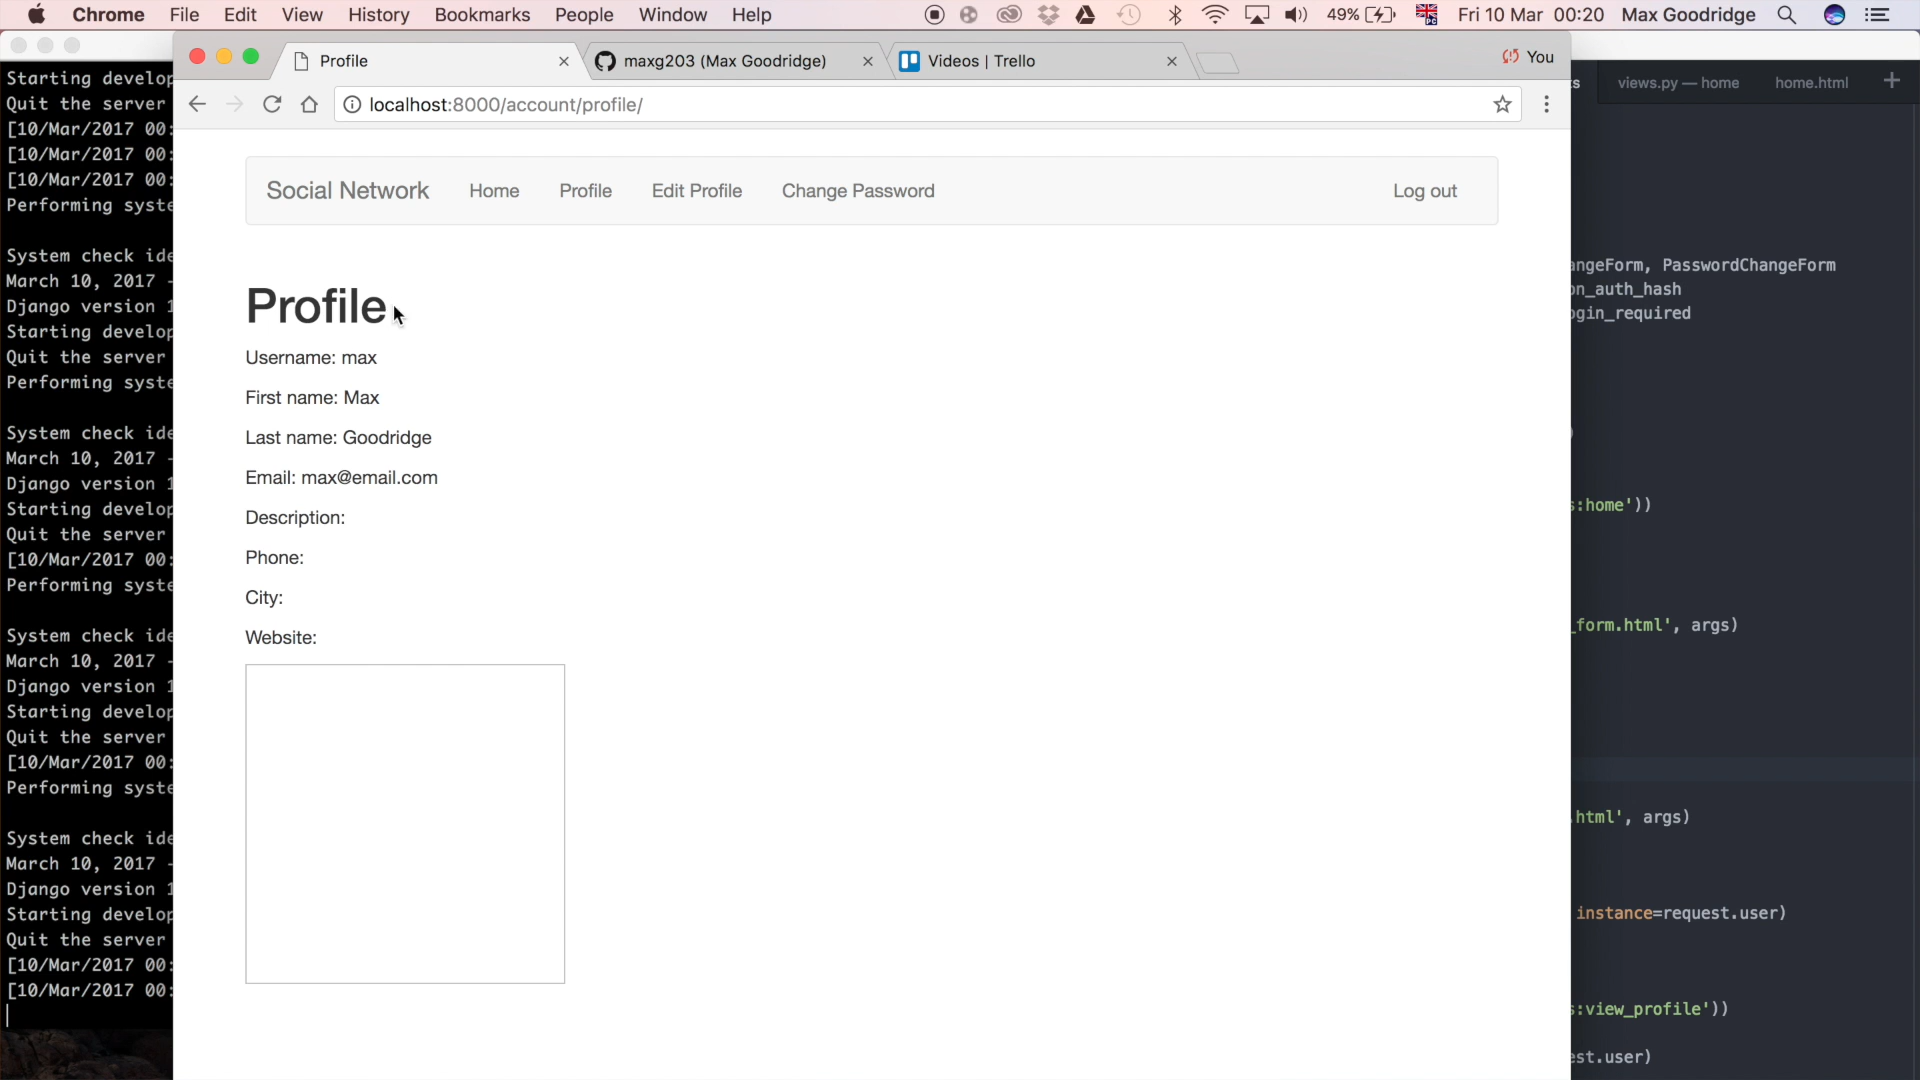 Chrome File Edit View History Bookmarks People Window Help 49% Fri 10 Mar 00:20 Max Goodridge
Profile maxg203 (Max Goodridge) Videos | Trello You
localhost:8000/account/profile/
Social Network Home Profile Edit Profile Change Password Log out
Profile
Username: max
First name: Max
Last name: Goodridge
Email: max@email.com
Description:
Phone:
City:
Website:
Starting develop
Quit the server
[10/Mar/2017 00:
[10/Mar/2017 00:
[10/Mar/2017 00:
Performing syste
System check ide
March 10, 2017 -
Django version 1
Starting develop
Quit the server
Performing syste
System check ide
March 10, 2017 -
Django version 1
Starting develop
Quit the server
[10/Mar/2017 00:
Performing syste
System check ide
March 10, 2017 -
Django version 1
Starting develop
Quit the server
[10/Mar/2017 00:
Performing syste
System check ide
March 10, 2017 -
Django version 1
Starting develop
Quit the server
[10/Mar/2017 00:
[10/Mar/2017 00:
ts views.py — home home.html
angeForm, PasswordChangeForm
on_auth_hash
ogin_required
)
s:home'))
_form.html', args)
.html', args)
instance=request.user)
s:view_profile'))
est.user)